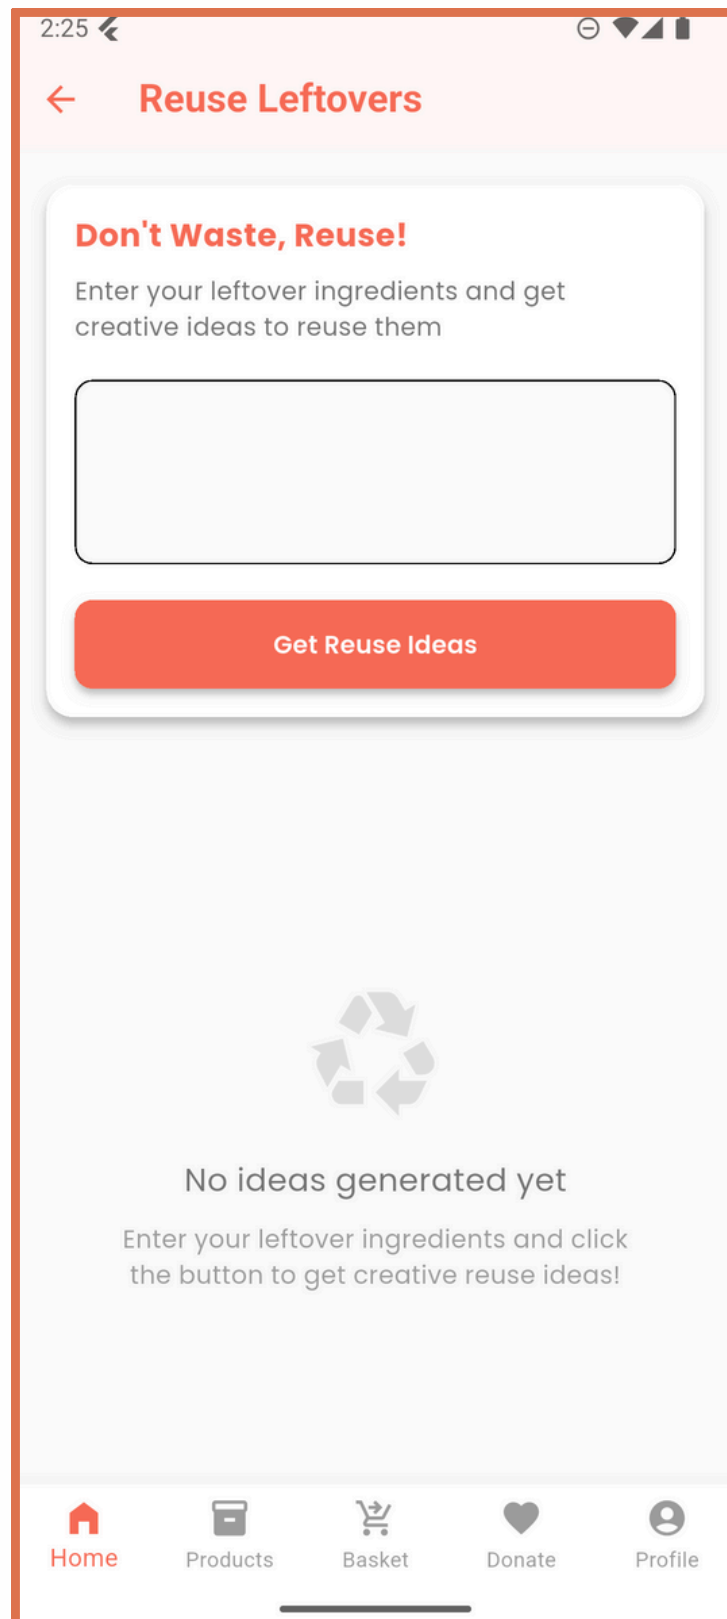 2:25
Reuse Leftovers
Don't Waste, Reuse!
Enter your leftover ingredients and get
creative ideas to reuse them
Get Reuse Ideas
No ideas generated yet
Enter your leftover ingredients and click
the button to get creative reuse ideas!
Home Products Basket Donate Profile